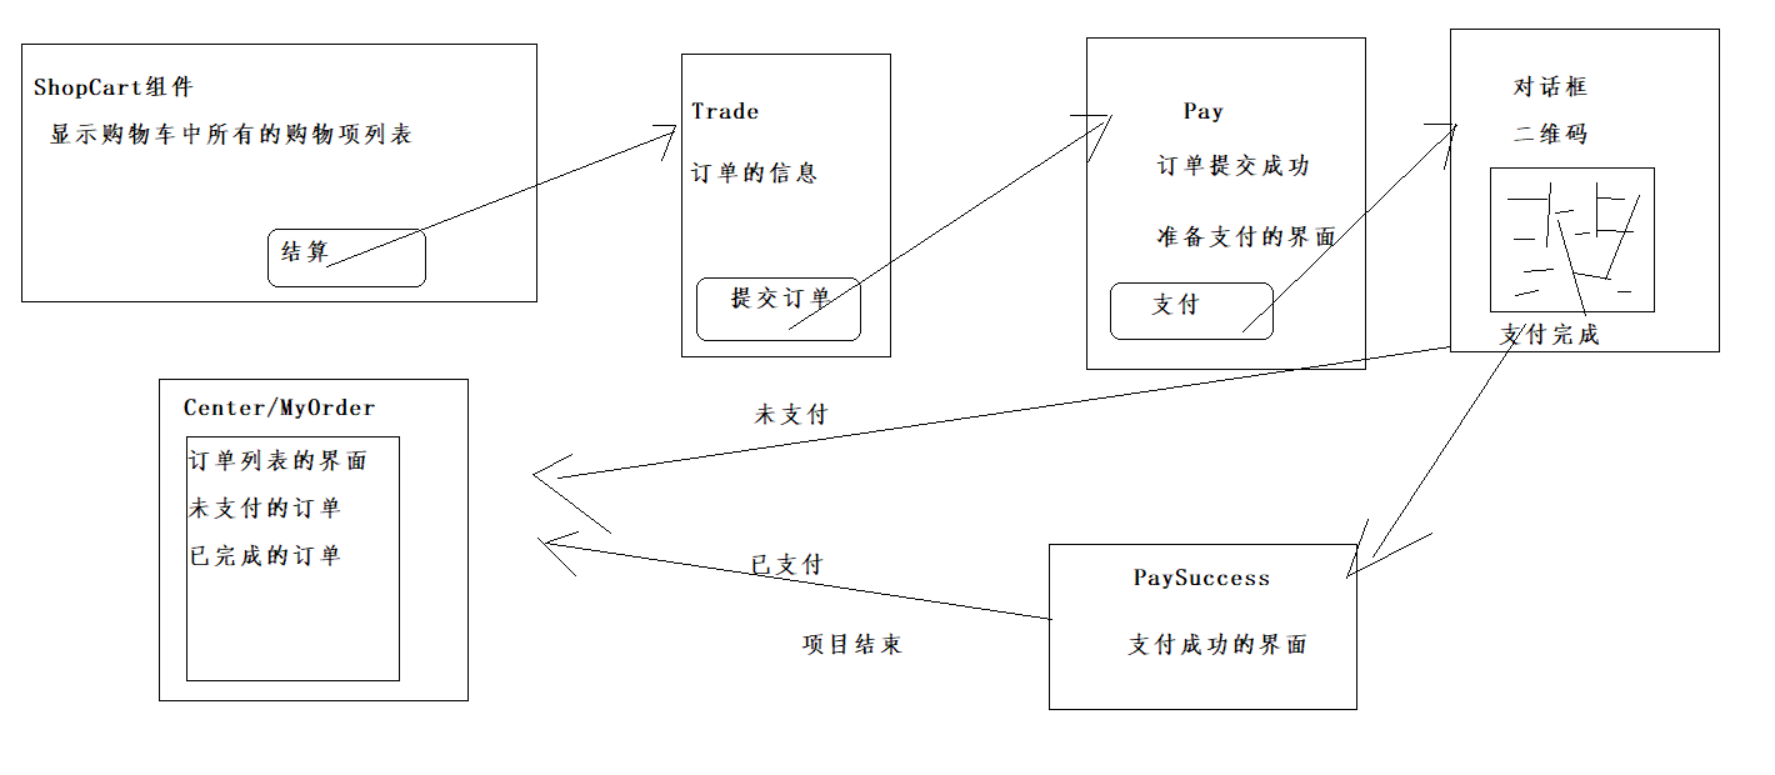 ShopCart组件
显示购物车中所有的购物项列表
结算
Trade
订单的信息
提交订单
Pay
订单提交成功
准备支付的界面
支付
对话框
二维码
支付完成
Center/MyOrder
订单列表的界面
未支付的订单
已完成的订单
未支付
已支付
项目结束
PaySuccess
支付成功的界面